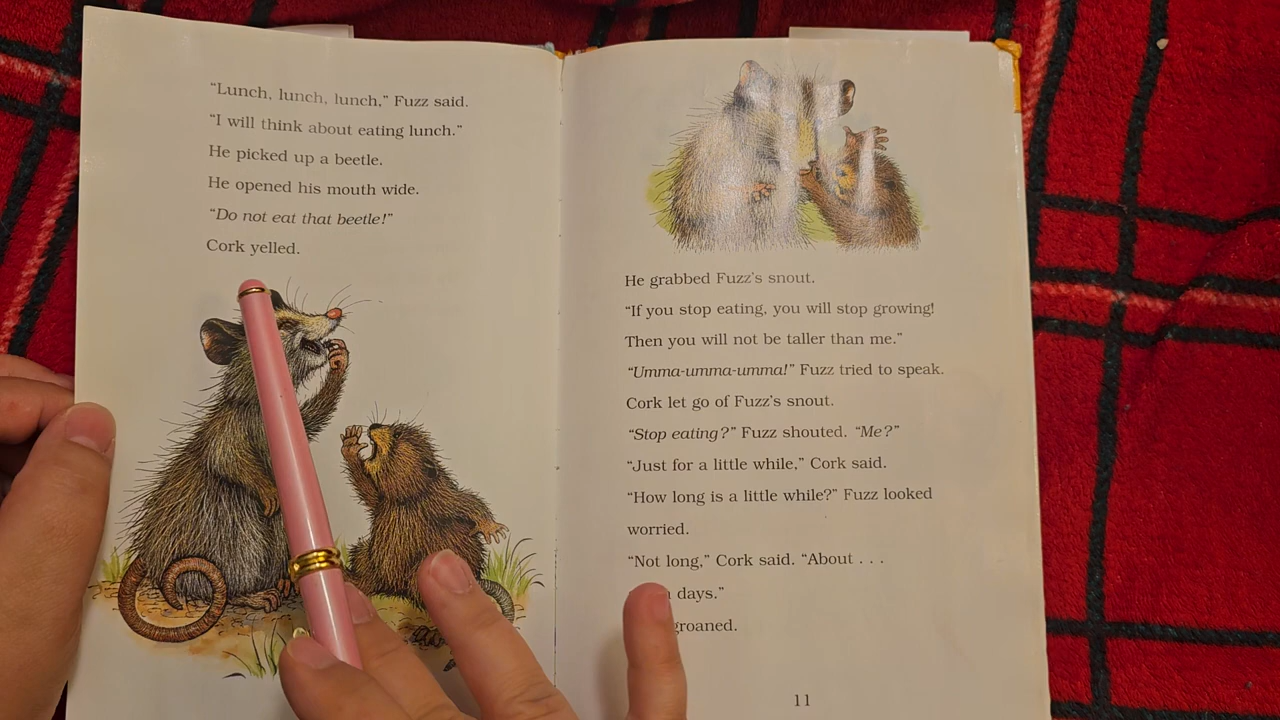 “Lunch, lunch, lunch,” Fuzz said.
“I will think about eating lunch.”
He picked up a beetle.
He opened his mouth wide.
“Do not eat that beetle!”
Cork yelled.
He grabbed Fuzz’s snout.
“If you stop eating, you will stop growing!
Then you will not be taller than me.”
“Umma-umma-umma!” Fuzz tried to speak.
Cork let go of Fuzz’s snout.
“Stop eating?” Fuzz shouted. “Me?”
“Just for a little while,” Cork said.
“How long is a little while?” Fuzz looked
worried.
“Not long,” Cork said. “About . . .
days.”
groaned.
11